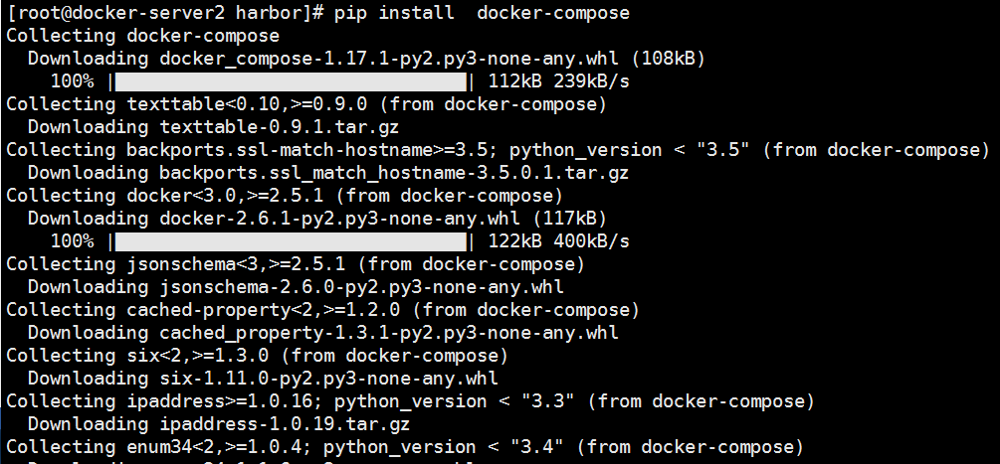 [root@docker-server2 harbor]# pip install  docker-compose
Collecting docker-compose
  Downloading docker_compose-1.17.1-py2.py3-none-any.whl (108kB)
    100% |████████████████████████████████| 112kB 239kB/s
Collecting texttable<0.10,>=0.9.0 (from docker-compose)
  Downloading texttable-0.9.1.tar.gz
Collecting backports.ssl-match-hostname>=3.5; python_version < "3.5" (from docker-compose)
  Downloading backports.ssl_match_hostname-3.5.0.1.tar.gz
Collecting docker<3.0,>=2.5.1 (from docker-compose)
  Downloading docker-2.6.1-py2.py3-none-any.whl (117kB)
    100% |████████████████████████████████| 122kB 400kB/s
Collecting jsonschema<3,>=2.5.1 (from docker-compose)
  Downloading jsonschema-2.6.0-py2.py3-none-any.whl
Collecting cached-property<2,>=1.2.0 (from docker-compose)
  Downloading cached_property-1.3.1-py2.py3-none-any.whl
Collecting six<2,>=1.3.0 (from docker-compose)
  Downloading six-1.11.0-py2.py3-none-any.whl
Collecting ipaddress>=1.0.16; python_version < "3.3" (from docker-compose)
  Downloading ipaddress-1.0.19.tar.gz
Collecting enum34<2,>=1.0.4; python_version < "3.4" (from docker-compose)